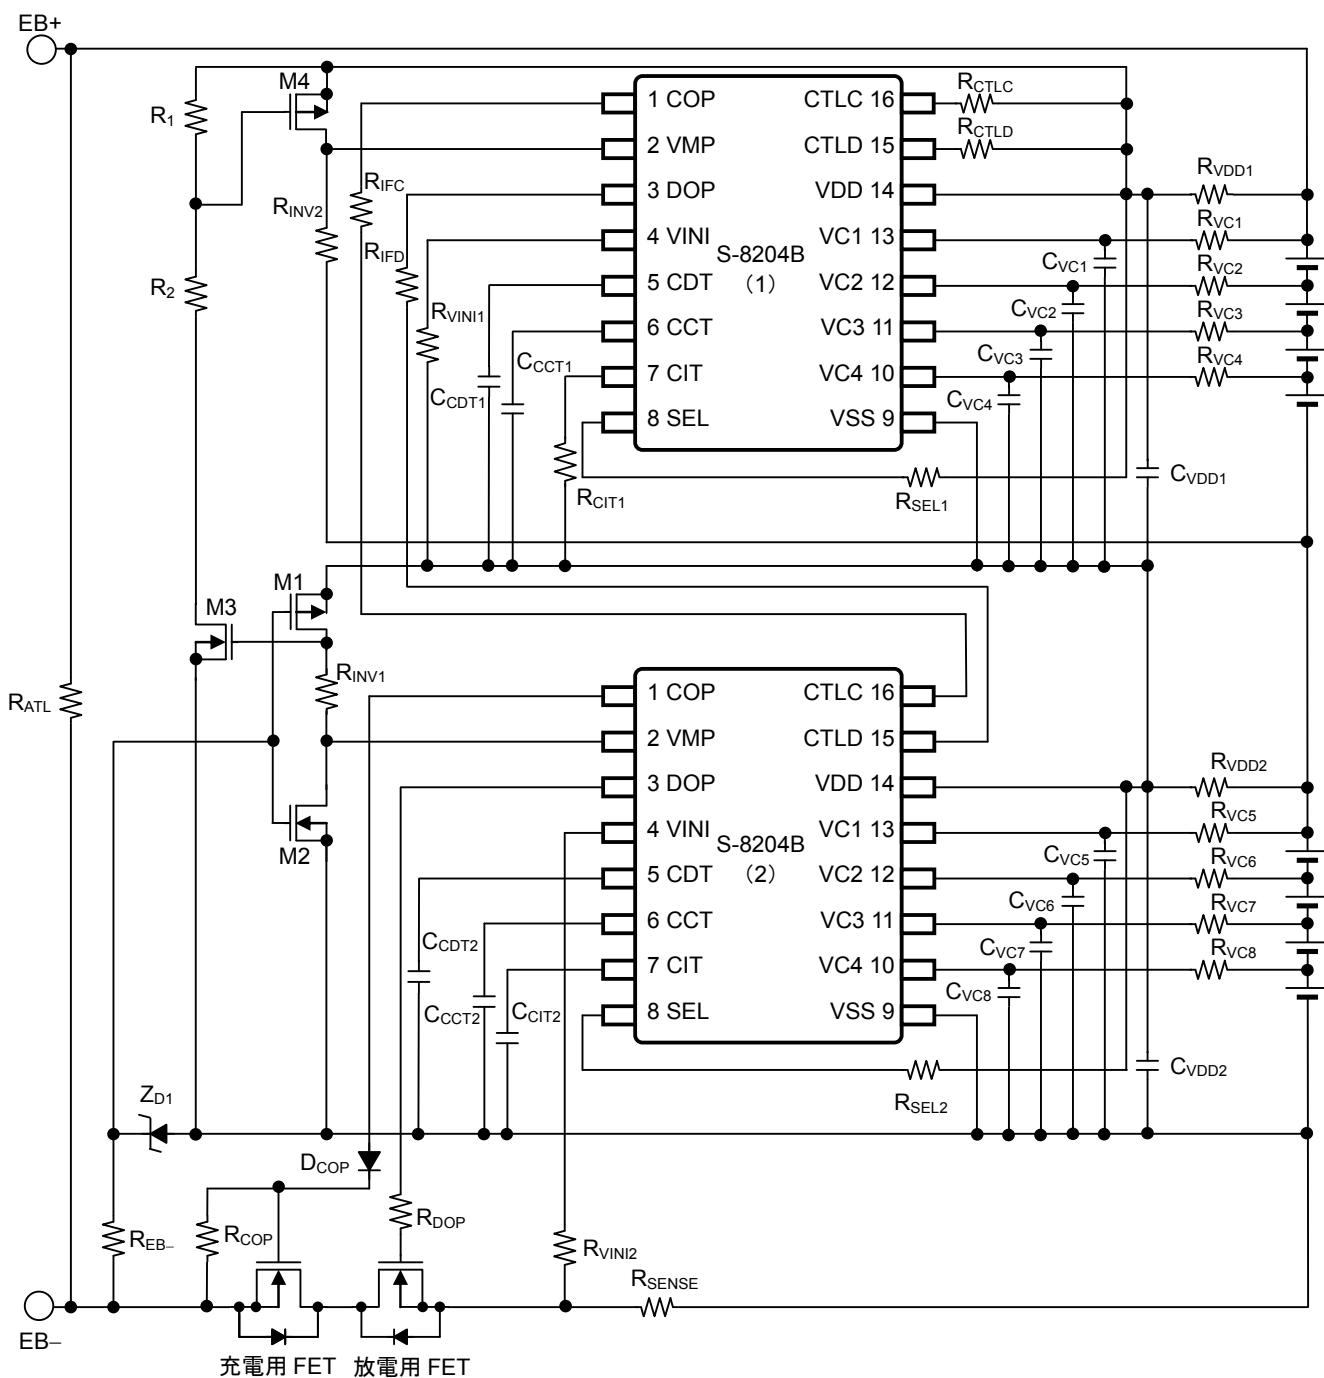 EB+
M4
R1
RINV2
RIFC
RIFD
R2
RVINI1
CCDT1
CCCT1
RCIT1
1 COP
2 VMP
3 DOP
4 VINI
5 CDT
6 CCT
7 CIT
8 SEL
S-8204B
（1）
CTLC 16
CTLD 15
VDD 14
VC1 13
VC2 12
VC3 11
VC4 10
VSS 9
RCTLC
RCTLD
RVDD1
RVC1
RVC2
RVC3
RVC4
CVC1
CVC2
CVC3
CVC4
RSEL1
CVDD1
M1
M3
RINV1
RATL
M2
1 COP
2 VMP
3 DOP
4 VINI
5 CDT
6 CCT
7 CIT
8 SEL
S-8204B
（2）
CTLC 16
CTLD 15
VDD 14
VC1 13
VC2 12
VC3 11
VC4 10
VSS 9
RVDD2
RVC5
RVC6
RVC7
RVC8
CVC5
CVC6
CVC7
CVC8
CCDT2
CCCT2
CCIT2
RSEL2
CVDD2
ZD1
DCOP
REB−
RCOP
RDOP
RVINI2
RSENSE
EB−
充電用 FET
放電用 FET